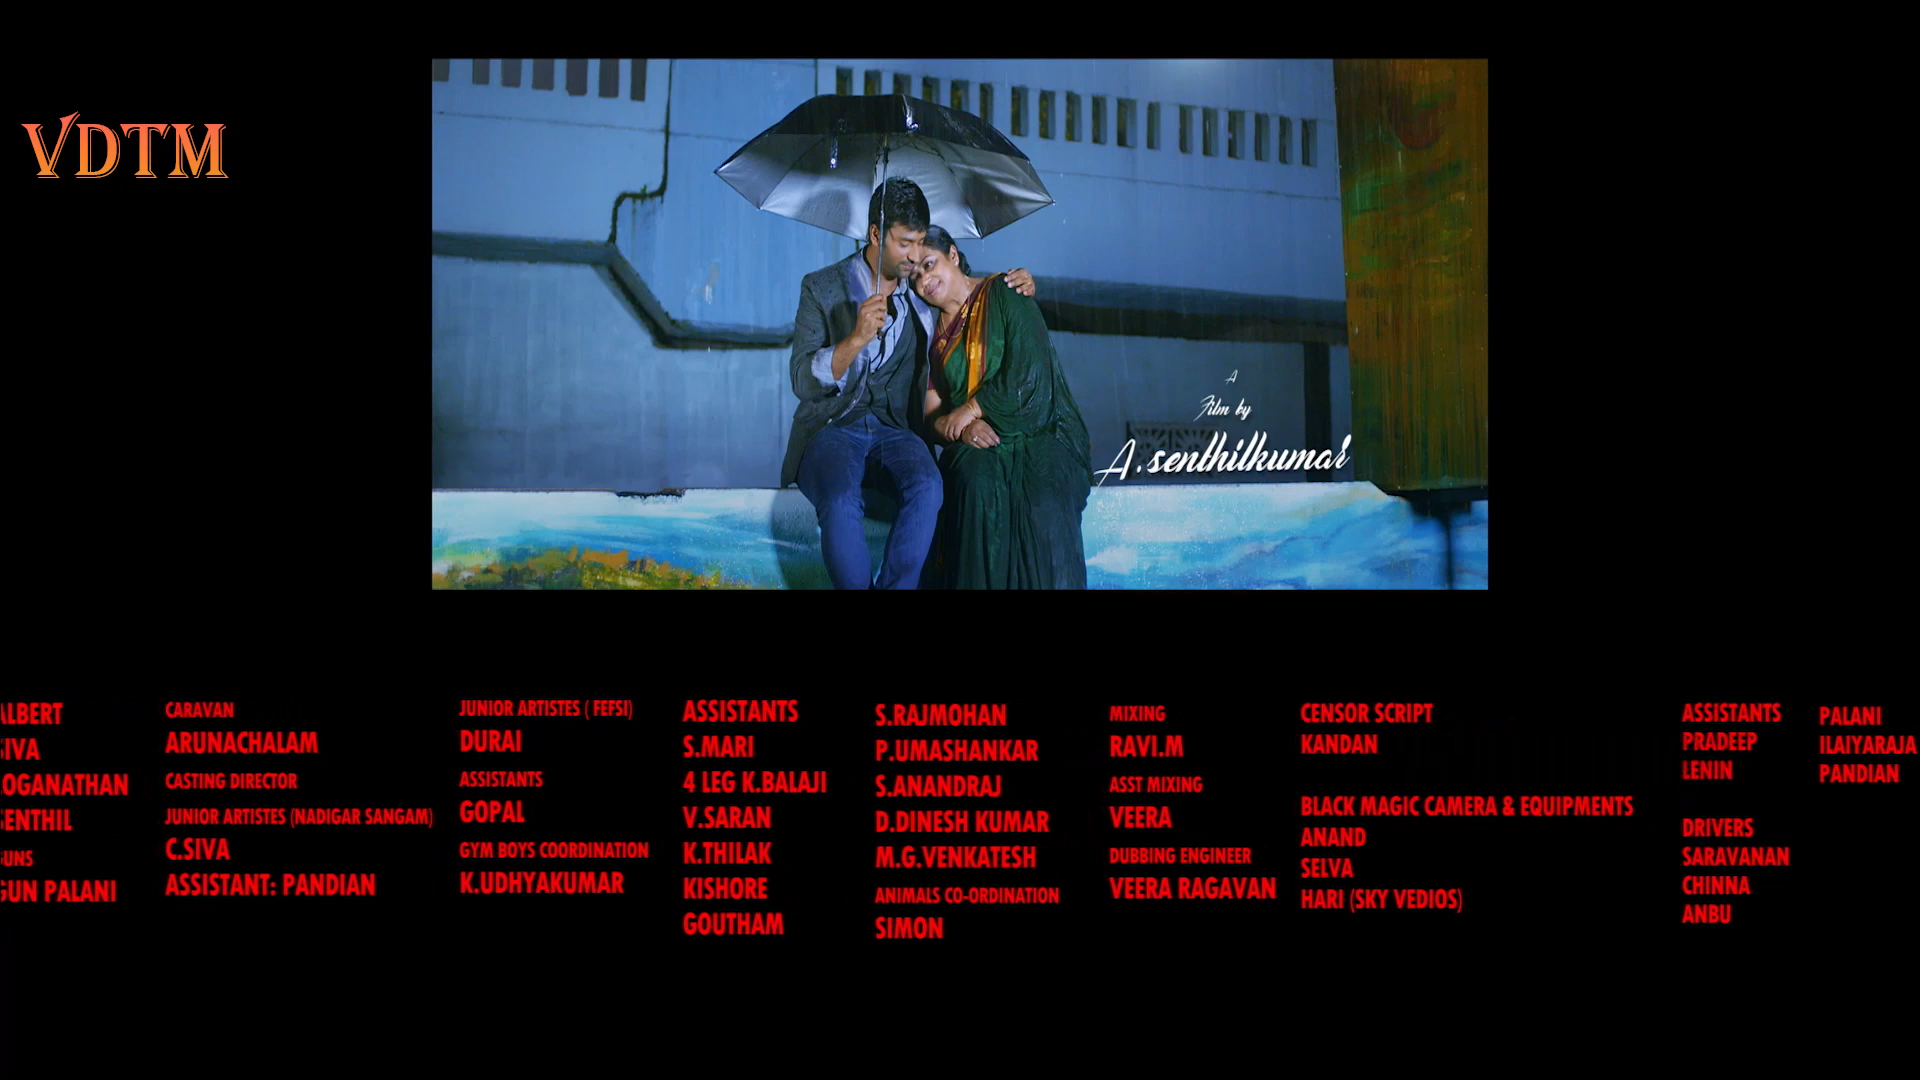 VDTM
A
Film by
A.senthilkumar
CARAVAN
ARUNACHALAM
CASTING DIRECTOR
JUNIOR ARTISTES (NADIGAR SANGAM)
C.SIVA
ASSISTANT: PANDIAN
JUNIOR ARTISTES ( FEFSI)
DURAI
ASSISTANTS
GOPAL
GYM BOYS COORDINATION
K.UDHYAKUMAR
ASSISTANTS
S.MARI
4 LEG K.BALAJI
V.SARAN
K.THILAK
KISHORE
GOUTHAM
S.RAJMOHAN
P.UMASHANKAR
S.ANANDRAJ
D.DINESH KUMAR
M.G.VENKATESH
ANIMALS CO-ORDINATION
SIMON
MIXING
RAVI.M
ASST MIXING
VEERA
DUBBING ENGINEER
VEERA RAGAVAN
CENSOR SCRIPT
KANDAN
BLACK MAGIC CAMERA & EQUIPMENTS
ANAND
SELVA
HARI (SKY VEDIOS)
ASSISTANTS
PRADEEP
LENIN
DRIVERS
SARAVANAN
CHINNA
ANBU
PALANI
ILAIYARAJA
PANDIAN